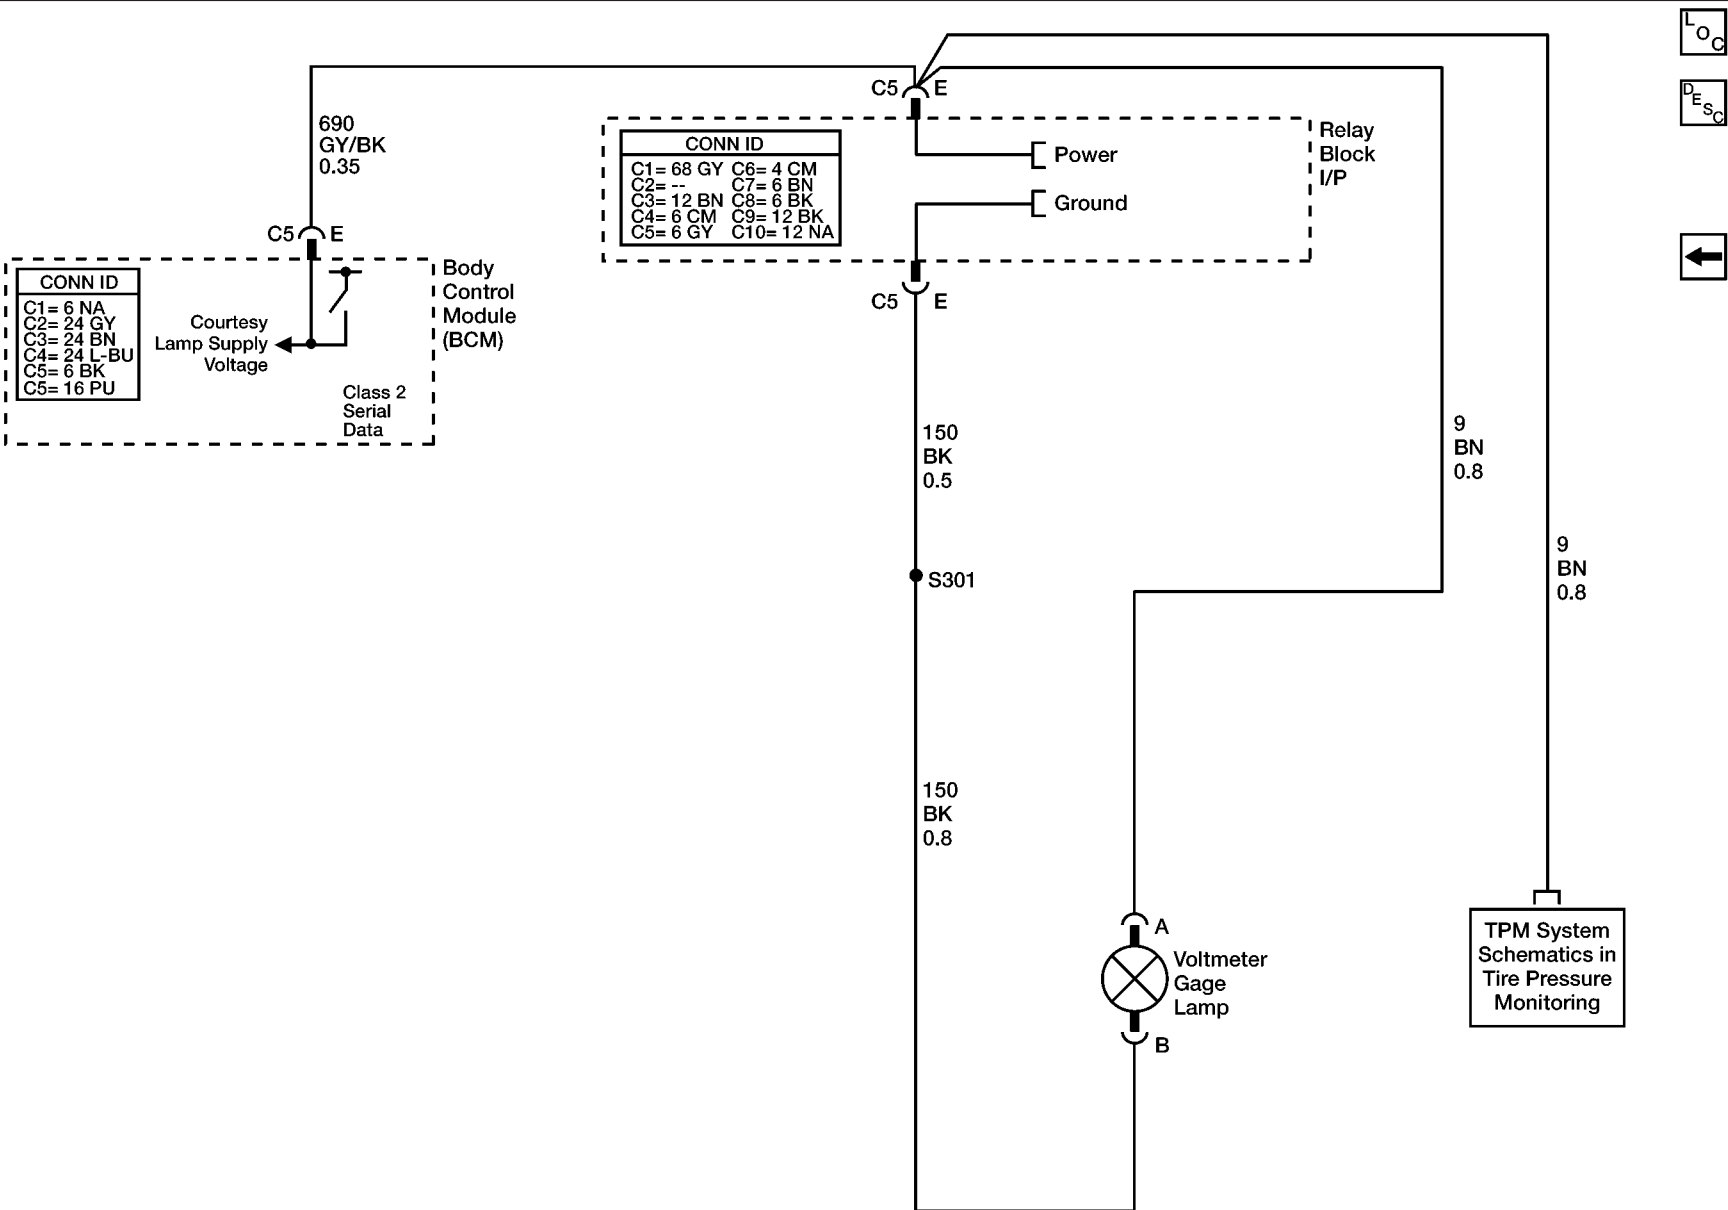 LOC
DESC
690
GY/BK
0.35
C5 E
C5 E
CONN ID
C1= 68 GY C6= 4 CM
C2= -- C7= 6 BN
C3= 12 BN C8= 6 BK
C4= 6 CM C9= 12 BK
C5= 6 GY C10= 12 NA
Power
Ground
Relay
Block
I/P
C5 E
CONN ID
C1= 6 NA
C2= 24 GY
C3= 24 BN
C4= 24 L-BU
C5= 6 BK
C5= 16 PU
Courtesy
Lamp Supply
Voltage
Class 2
Serial
Data
Body
Control
Module
(BCM)
150
BK
0.5
S301
150
BK
0.8
9
BN
0.8
9
BN
0.8
A
Voltmeter
Gage
Lamp
B
TPM System
Schematics in
Tire Pressure
Monitoring